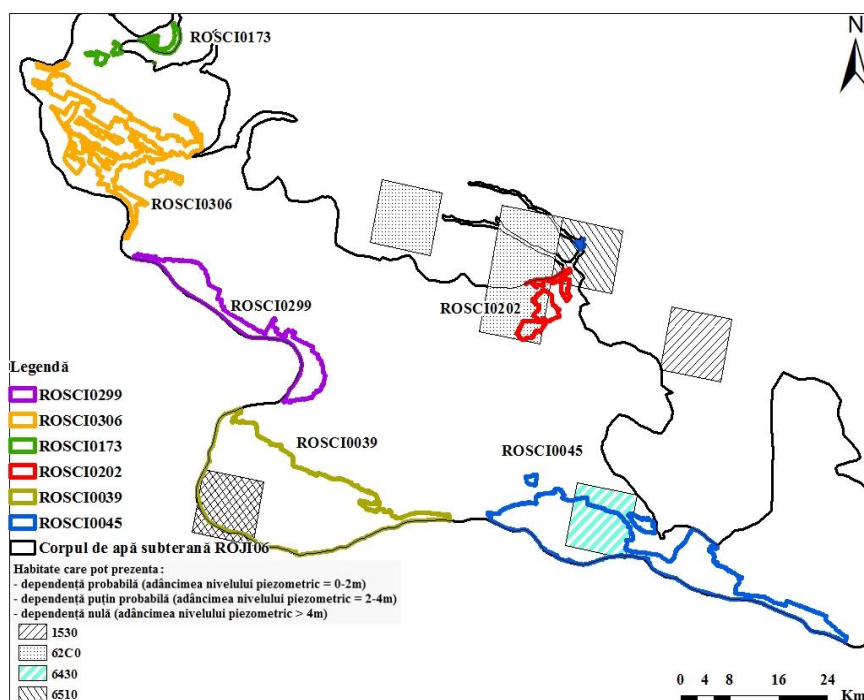 ROSCI0173
N
ROSCI0306
ROSCI0299
ROSCI0202
ROSCI0039
ROSCI0045
Legendă
ROSCI0299
ROSCI0306
ROSCI0173
ROSCI0202
ROSCI0039
ROSCI0045
Corpul de apă subterană ROJI06
Habitate care pot prezenta :
- dependență probabilă (adâncimea nivelului piezometric = 0-2m)
- dependență puțin probabilă (adâncimea nivelului piezometric = 2-4m)
- dependență nulă (adâncimea nivelului piezometric > 4m)
1530
62C0
6430
6510
0 4 8 16 24
Km